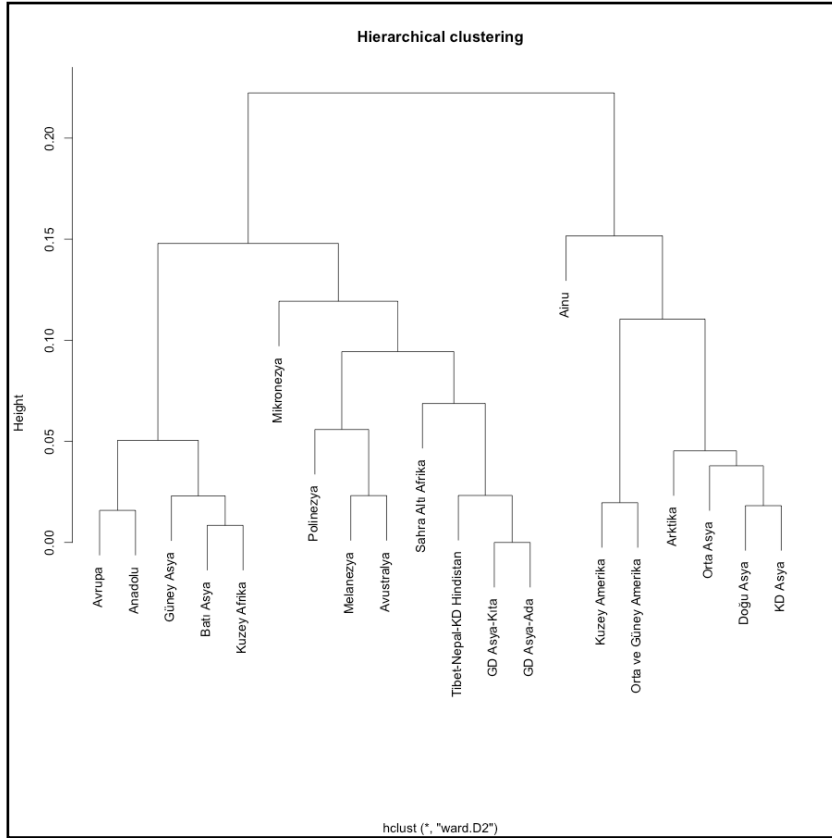 Hierarchical clustering
Height
0.00
0.05
0.10
0.15
0.20
Avrupa
Anadolu
Güney Asya
Batı Asya
Kuzey Afrika
Mikronezya
Polinezya
Melanezya
Avustralya
Sahra Altı Afrika
Tibet-Nepal-KD Hindistan
GD Asya-Kıta
GD Asya-Ada
Ainu
Kuzey Amerika
Orta ve Güney Amerika
Arktika
Orta Asya
Doğu Asya
KD Asya
hclust (*, "ward.D2")